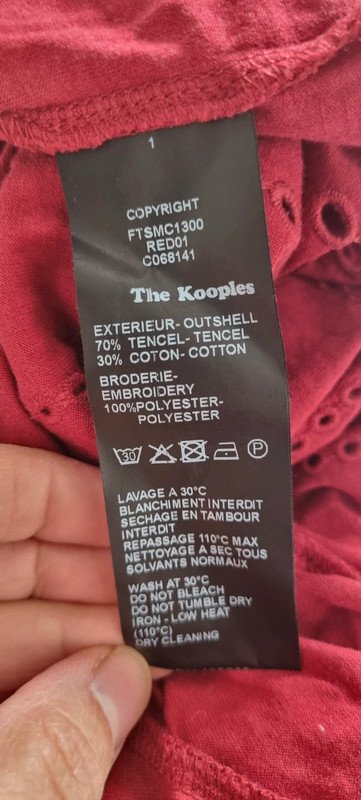 1
COPYRIGHT
FTSMC1300
RED01
C068141
The Kooples
EXTERIEUR- OUTSHELL
70% TENCEL- TENCEL
30% COTON- COTTON
BRODERIE-
EMBROIDERY
100%POLYESTER-
POLYESTER
30
P
LAVAGE A 30°C
BLANCHIMENT INTERDIT
SECHAGE EN TAMBOUR
INTERDIT
REPASSAGE 110°C MAX
NETTOYAGE A SEC TOUS
SOLVANTS NORMAUX
WASH AT 30°C
DO NOT BLEACH
DO NOT TUMBLE DRY
IRON - LOW HEAT
(110°C)
DRY CLEANING